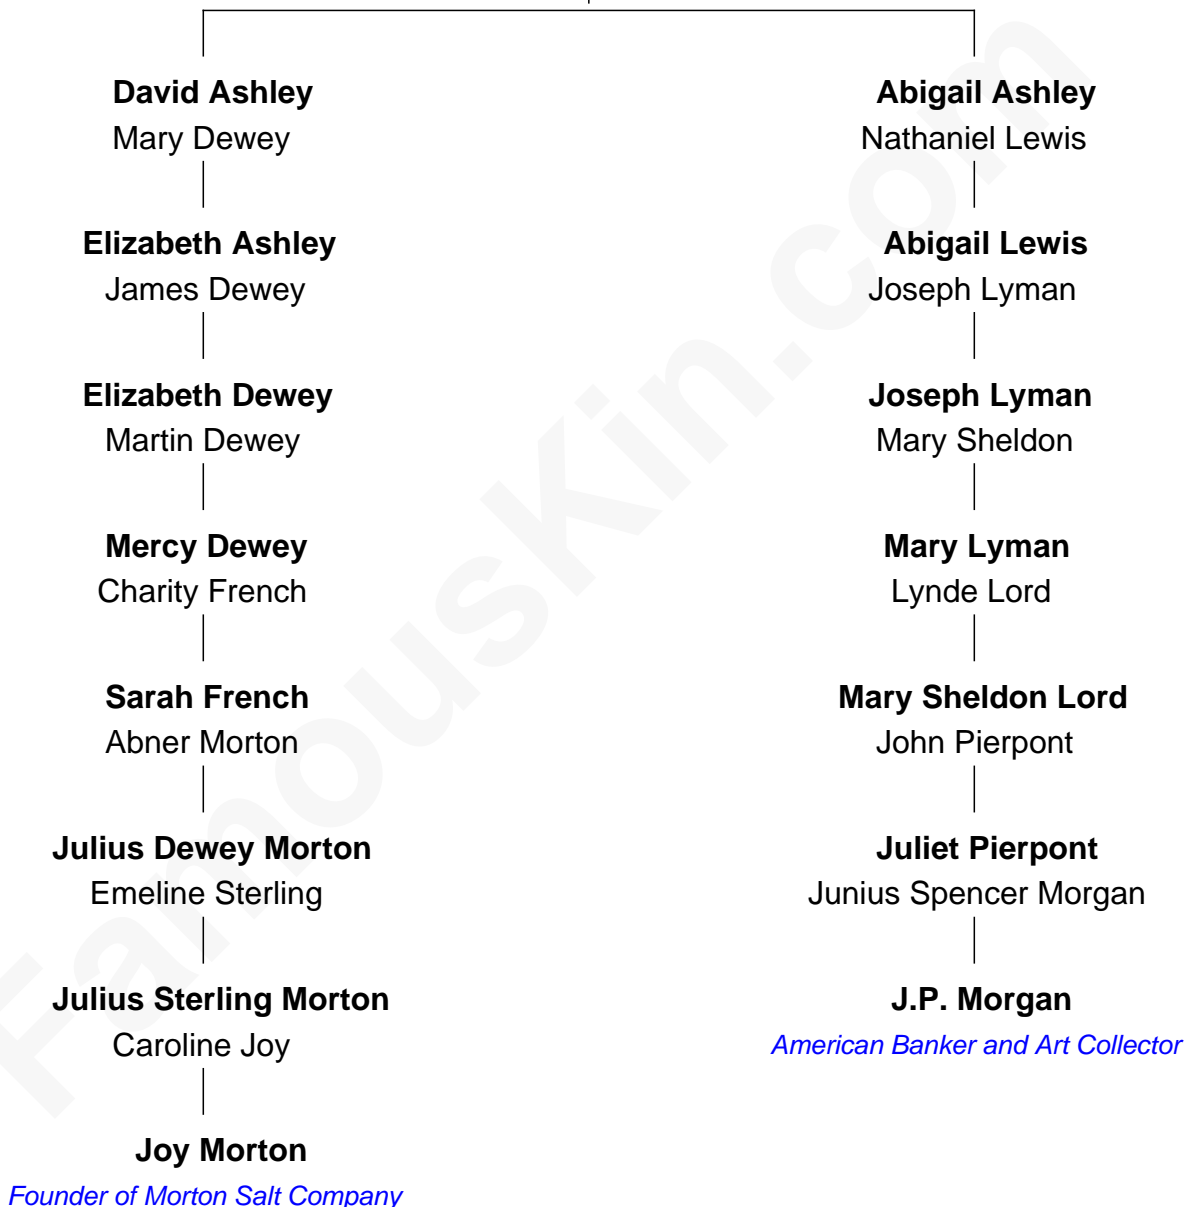 David Ashley
Mary Dewey
Elizabeth Ashley
James Dewey
Elizabeth Dewey
Martin Dewey
Mercy Dewey
Charity French
Sarah French
Abner Morton
Julius Dewey Morton
Emeline Sterling
Julius Sterling Morton
Caroline Joy
Joy Morton
Founder of Morton Salt Company
Abigail Ashley
Nathaniel Lewis
Abigail Lewis
Joseph Lyman
Joseph Lyman
Mary Sheldon
Mary Lyman
Lynde Lord
Mary Sheldon Lord
John Pierpont
Juliet Pierpont
Junius Spencer Morgan
J.P. Morgan
American Banker and Art Collector
FamousKin.com